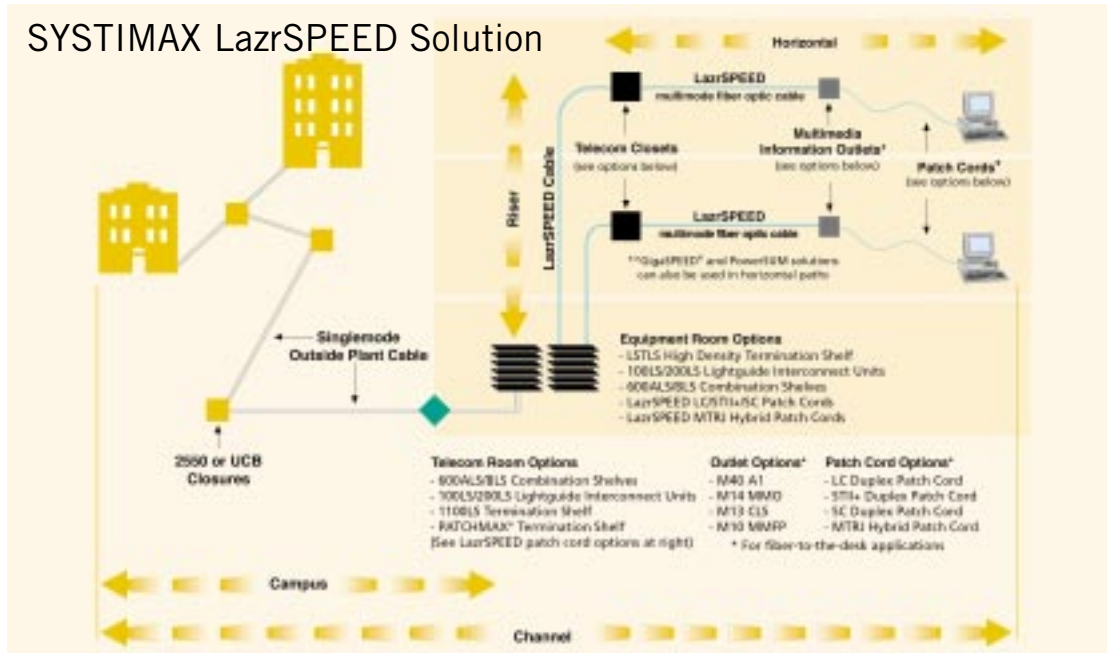 SYSTIMAX LazrSPEED Solution
Horizontal
LazrSPEED
multimode fiber optic cable
Telecom Closets
(see options below)
Multimedia
Information Outlets*
(see options below)
Patch Cords*
(see options below)
Riser
LazrSPEED Cable
LazrSPEED
multimode fiber optic cable
**GigaSPEED® and PowerSUM solutions
can also be used in horizontal paths
Singlemode
Outside Plant Cable
Equipment Room Options
- LSTLS High Density Termination Shelf
- 100LS/200LS Lightguide Interconnect Units
- 600ALS/BLS Combination Shelves
- LazrSPEED LC/STII+/SC Patch Cords
- LazrSPEED MTRJ Hybrid Patch Cords
2550 or UCB
Closures
Telecom Room Options
- 600ALS/BLS Combination Shelves
- 100LS/200LS Lightguide Interconnect Units
- 1100LS Termination Shelf
- PATCHMAX® Termination Shelf
(See LazrSPEED patch cord options at right)
Outlet Options*
- M40 A1
- M14 MMO
- M13 CLS
- M10 MMFP
Patch Cord Options*
- LC Duplex Patch Cord
- STII+ Duplex Patch Cord
- SC Duplex Patch Cord
- MTRJ Hybrid Patch Cord
* For fiber-to-the-desk applications
Campus
Channel